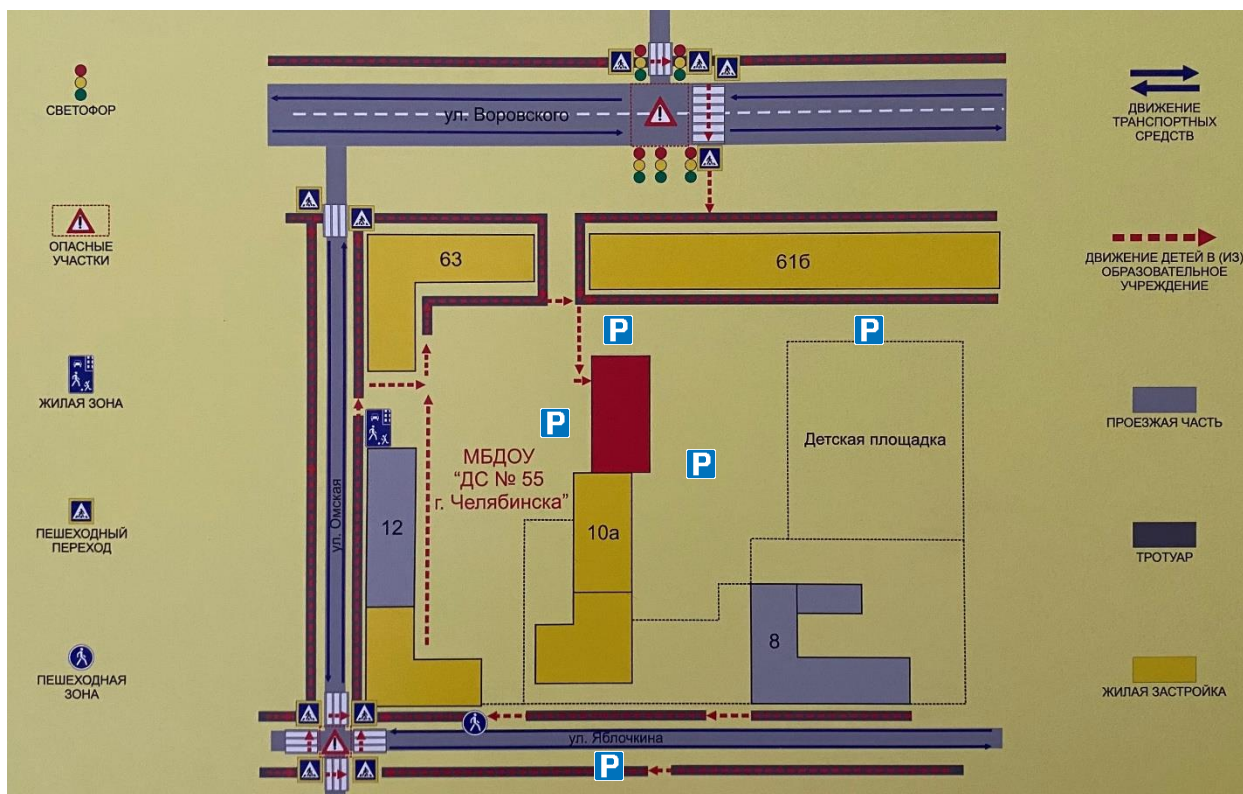 СВЕТОФОР
ОПАСНЫЕ
УЧАСТКИ
ЖИЛАЯ ЗОНА
ПЕШЕХОДНЫЙ
ПЕРЕХОД
ПЕШЕХОДНАЯ
ЗОНА
ул. Воровского
63
61б
P
P
P
P
Детская площадка
МБДОУ
“ДС № 55
г. Челябинска”
ул. Омская
12
10а
8
ул. Яблочкина
P
ДВИЖЕНИЕ
ТРАНСПОРТНЫХ
СРЕДСТВ
ДВИЖЕНИЕ ДЕТЕЙ В (ИЗ)
ОБРАЗОВАТЕЛЬНОЕ
УЧРЕЖДЕНИЕ
ПРОЕЗЖАЯ ЧАСТЬ
ТРОТУАР
ЖИЛАЯ ЗАСТРОЙКА